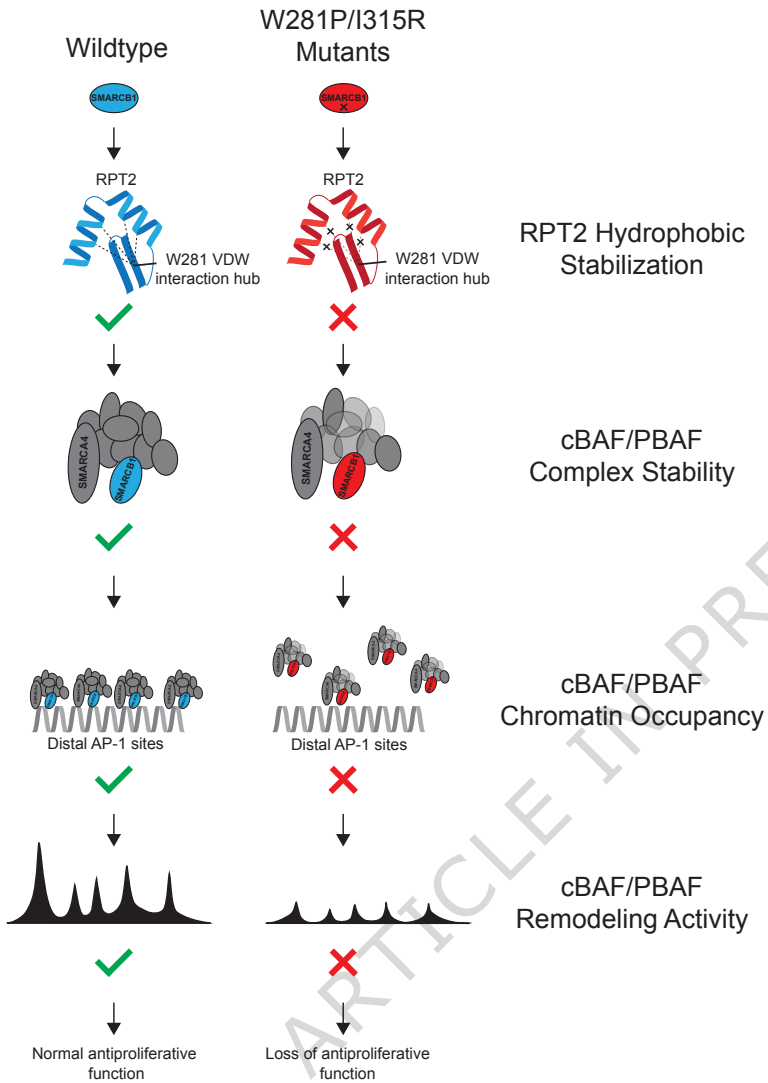 Wildtype
W281P/I315R
Mutants
SMARCB1
SMARCB1
RPT2
RPT2
W281 VDW
interaction hub
W281 VDW
interaction hub
RPT2 Hydrophobic
Stabilization
SMARCA4
SMARCB1
SMARCA4
SMARCB1
cBAF/PBAF
Complex Stability
Distal AP-1 sites
Distal AP-1 sites
cBAF/PBAF
Chromatin Occupancy
cBAF/PBAF
Remodeling Activity
Normal antiproliferative
function
Loss of antiproliferative
function
ARTICLE IN PRE